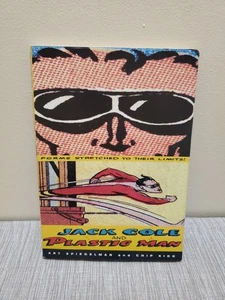 FORMS STRETCHED TO THEIR LIMITS!
JACK COLE
AND
PLASTIC MAN
ART SPIEGELMAN AND CHIP KIDD